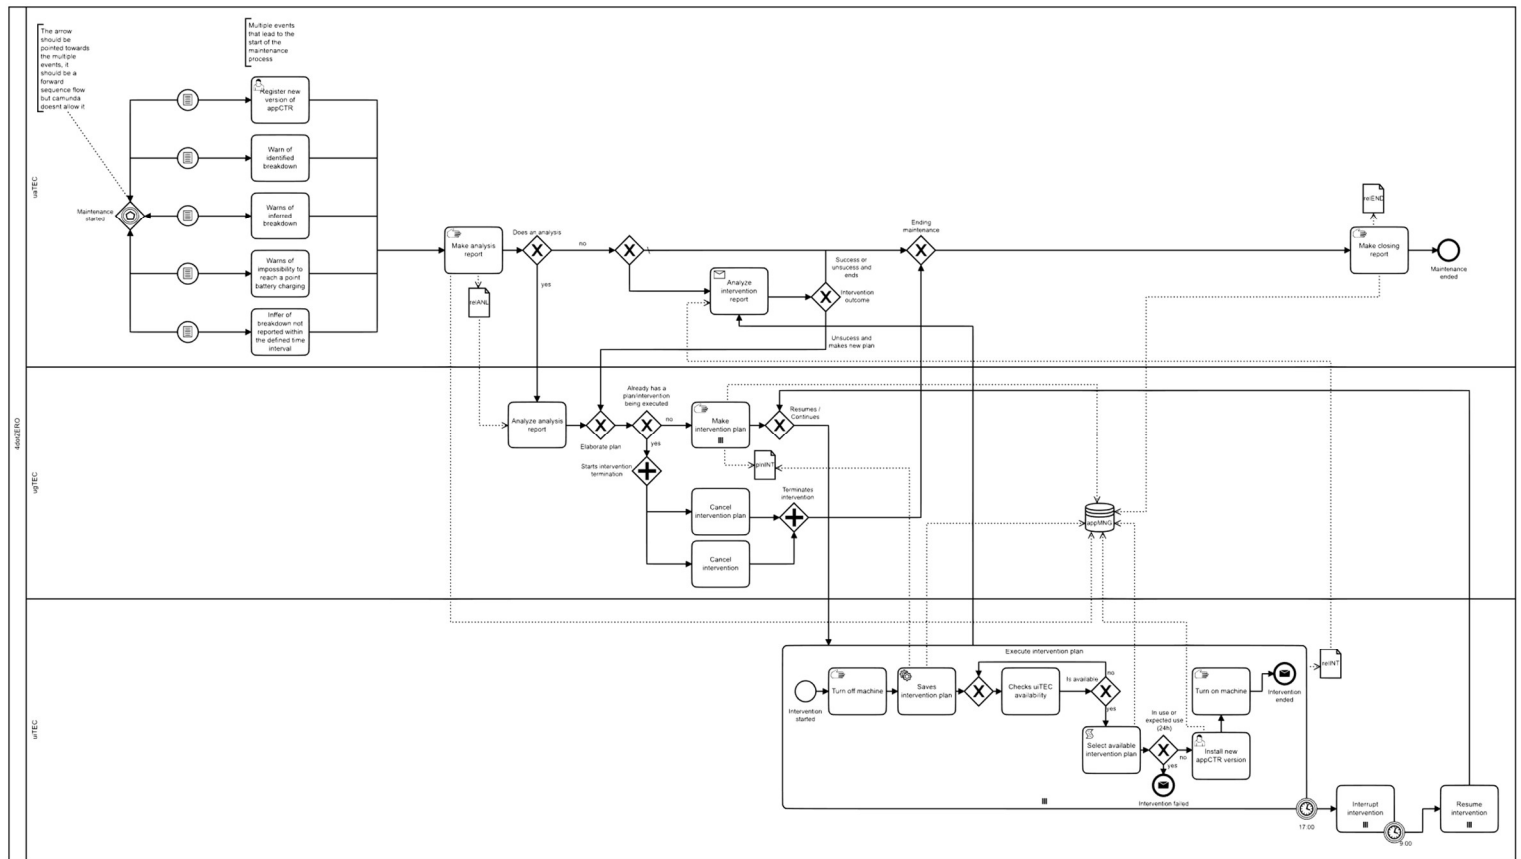 The arrow
should be
pointed towards
the multiple
events, it
should be a
forward
sequence flow
but camunda
doesnt allow it
Multiple events
that lead to the
start of the
maintenance
process
Register new
version of
appCTR
Warn of
identified
breakdown
Warns of
inferred
breakdown
Warns of
impossibility to
reach a point
battery charging
Inffer of
breakdown not
reported within
the defined time
interval
Maintenance
started
uaTEC
4dosZERO
Make analysis
report
relANL
Does an analysis
no
yes
Analyze
intervention
report
Success or
unsucess and
ends
Intervention
outcome
Unsucess and
makes new plan
Ending
maintenance
relEND
Make closing
report
Maintenance
ended
ugTEC
Analyze analysis
report
Elaborate plan
Already has a
plan/intervention
being executed
no
yes
Make
intervention plan
plnINT
Resumes /
Continues
Starts intervention
termination
Cancel
intervention plan
Cancel
intervention
Terminates
intervention
appMNG
uiTEC
Execute intervention plan
Intervention
started
Turn off machine
Saves
intervention plan
Checks uiTEC
availability
Is available
no
yes
Select available
intervention plan
In use or
expected use
(24h)
no
yes
Intervention failed
Install new
appCTR version
Turn on machine
Intervention
ended
relINT
17:00
Interrupt
intervention
9:00
Resume
intervention